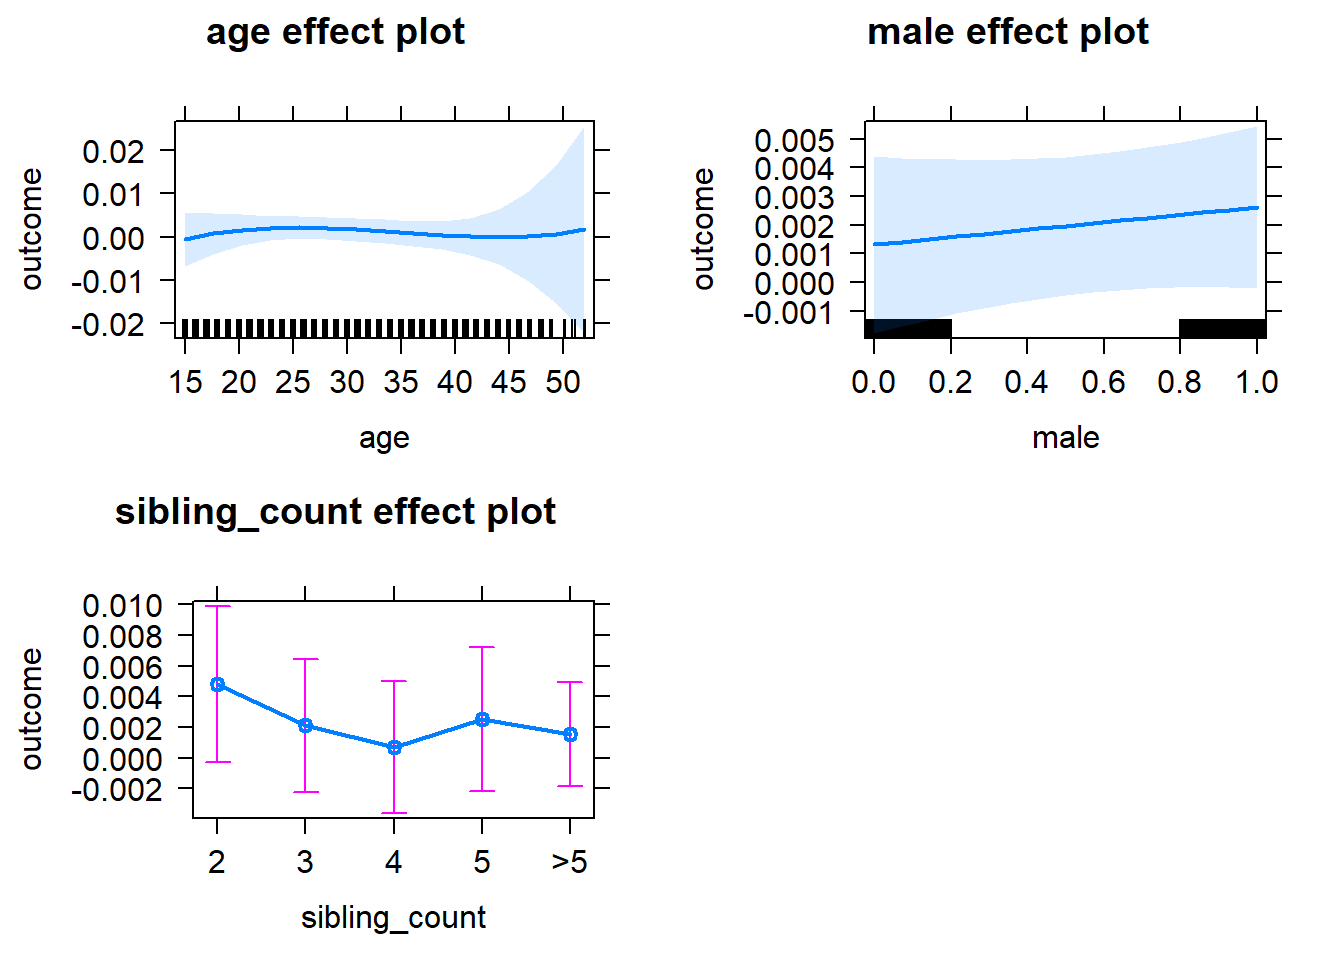 age effect plot
outcome
0.02
0.01
0.00
-0.01
-0.02
15 20 25 30 35 40 45 50
age
male effect plot
outcome
0.005
0.004
0.003
0.002
0.001
0.000
-0.001
0.0 0.2 0.4 0.6 0.8 1.0
male
sibling_count effect plot
outcome
0.010
0.008
0.006
0.004
0.002
0.000
-0.002
2 3 4 5 >5
sibling_count